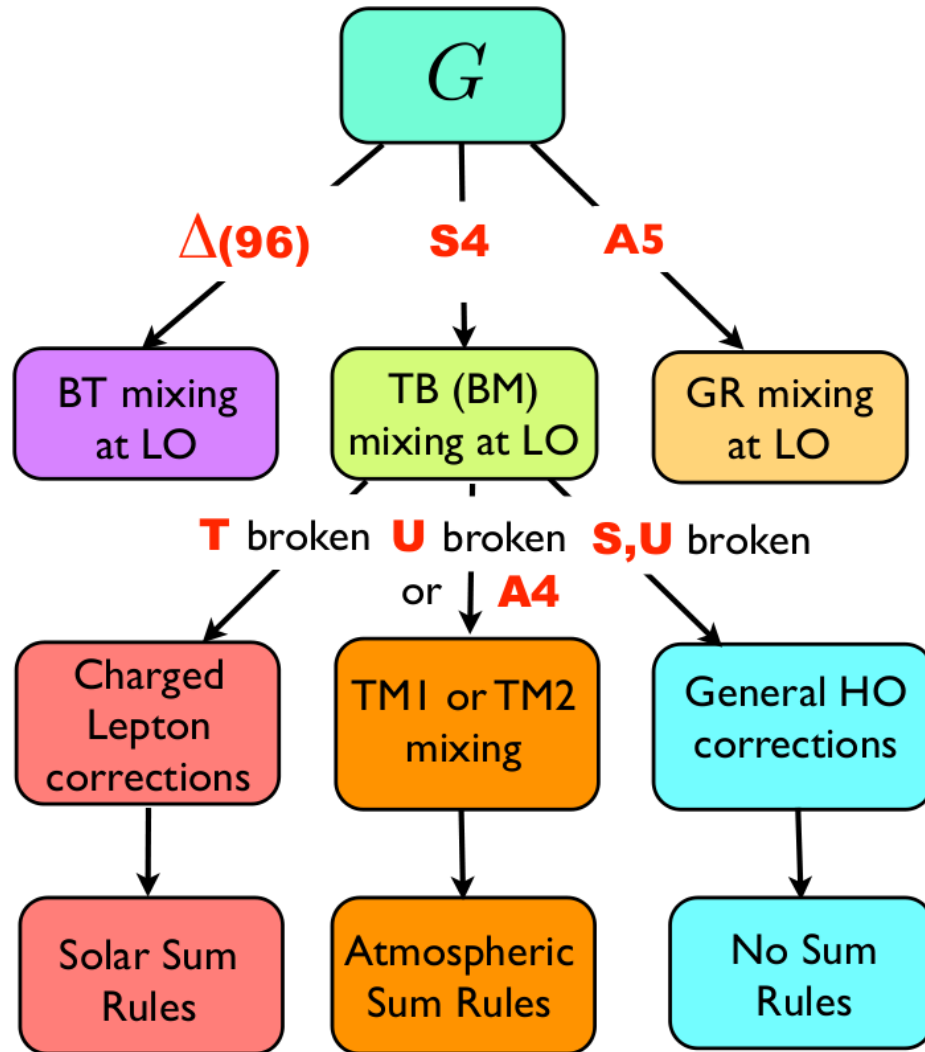 G
Δ(96)
S4
A5
BT mixing
at LO
TB (BM)
mixing at LO
GR mixing
at LO
T broken
U broken
or A4
S,U broken
Charged
Lepton
corrections
TM1 or TM2
mixing
General HO
corrections
Solar Sum
Rules
Atmospheric
Sum Rules
No Sum
Rules